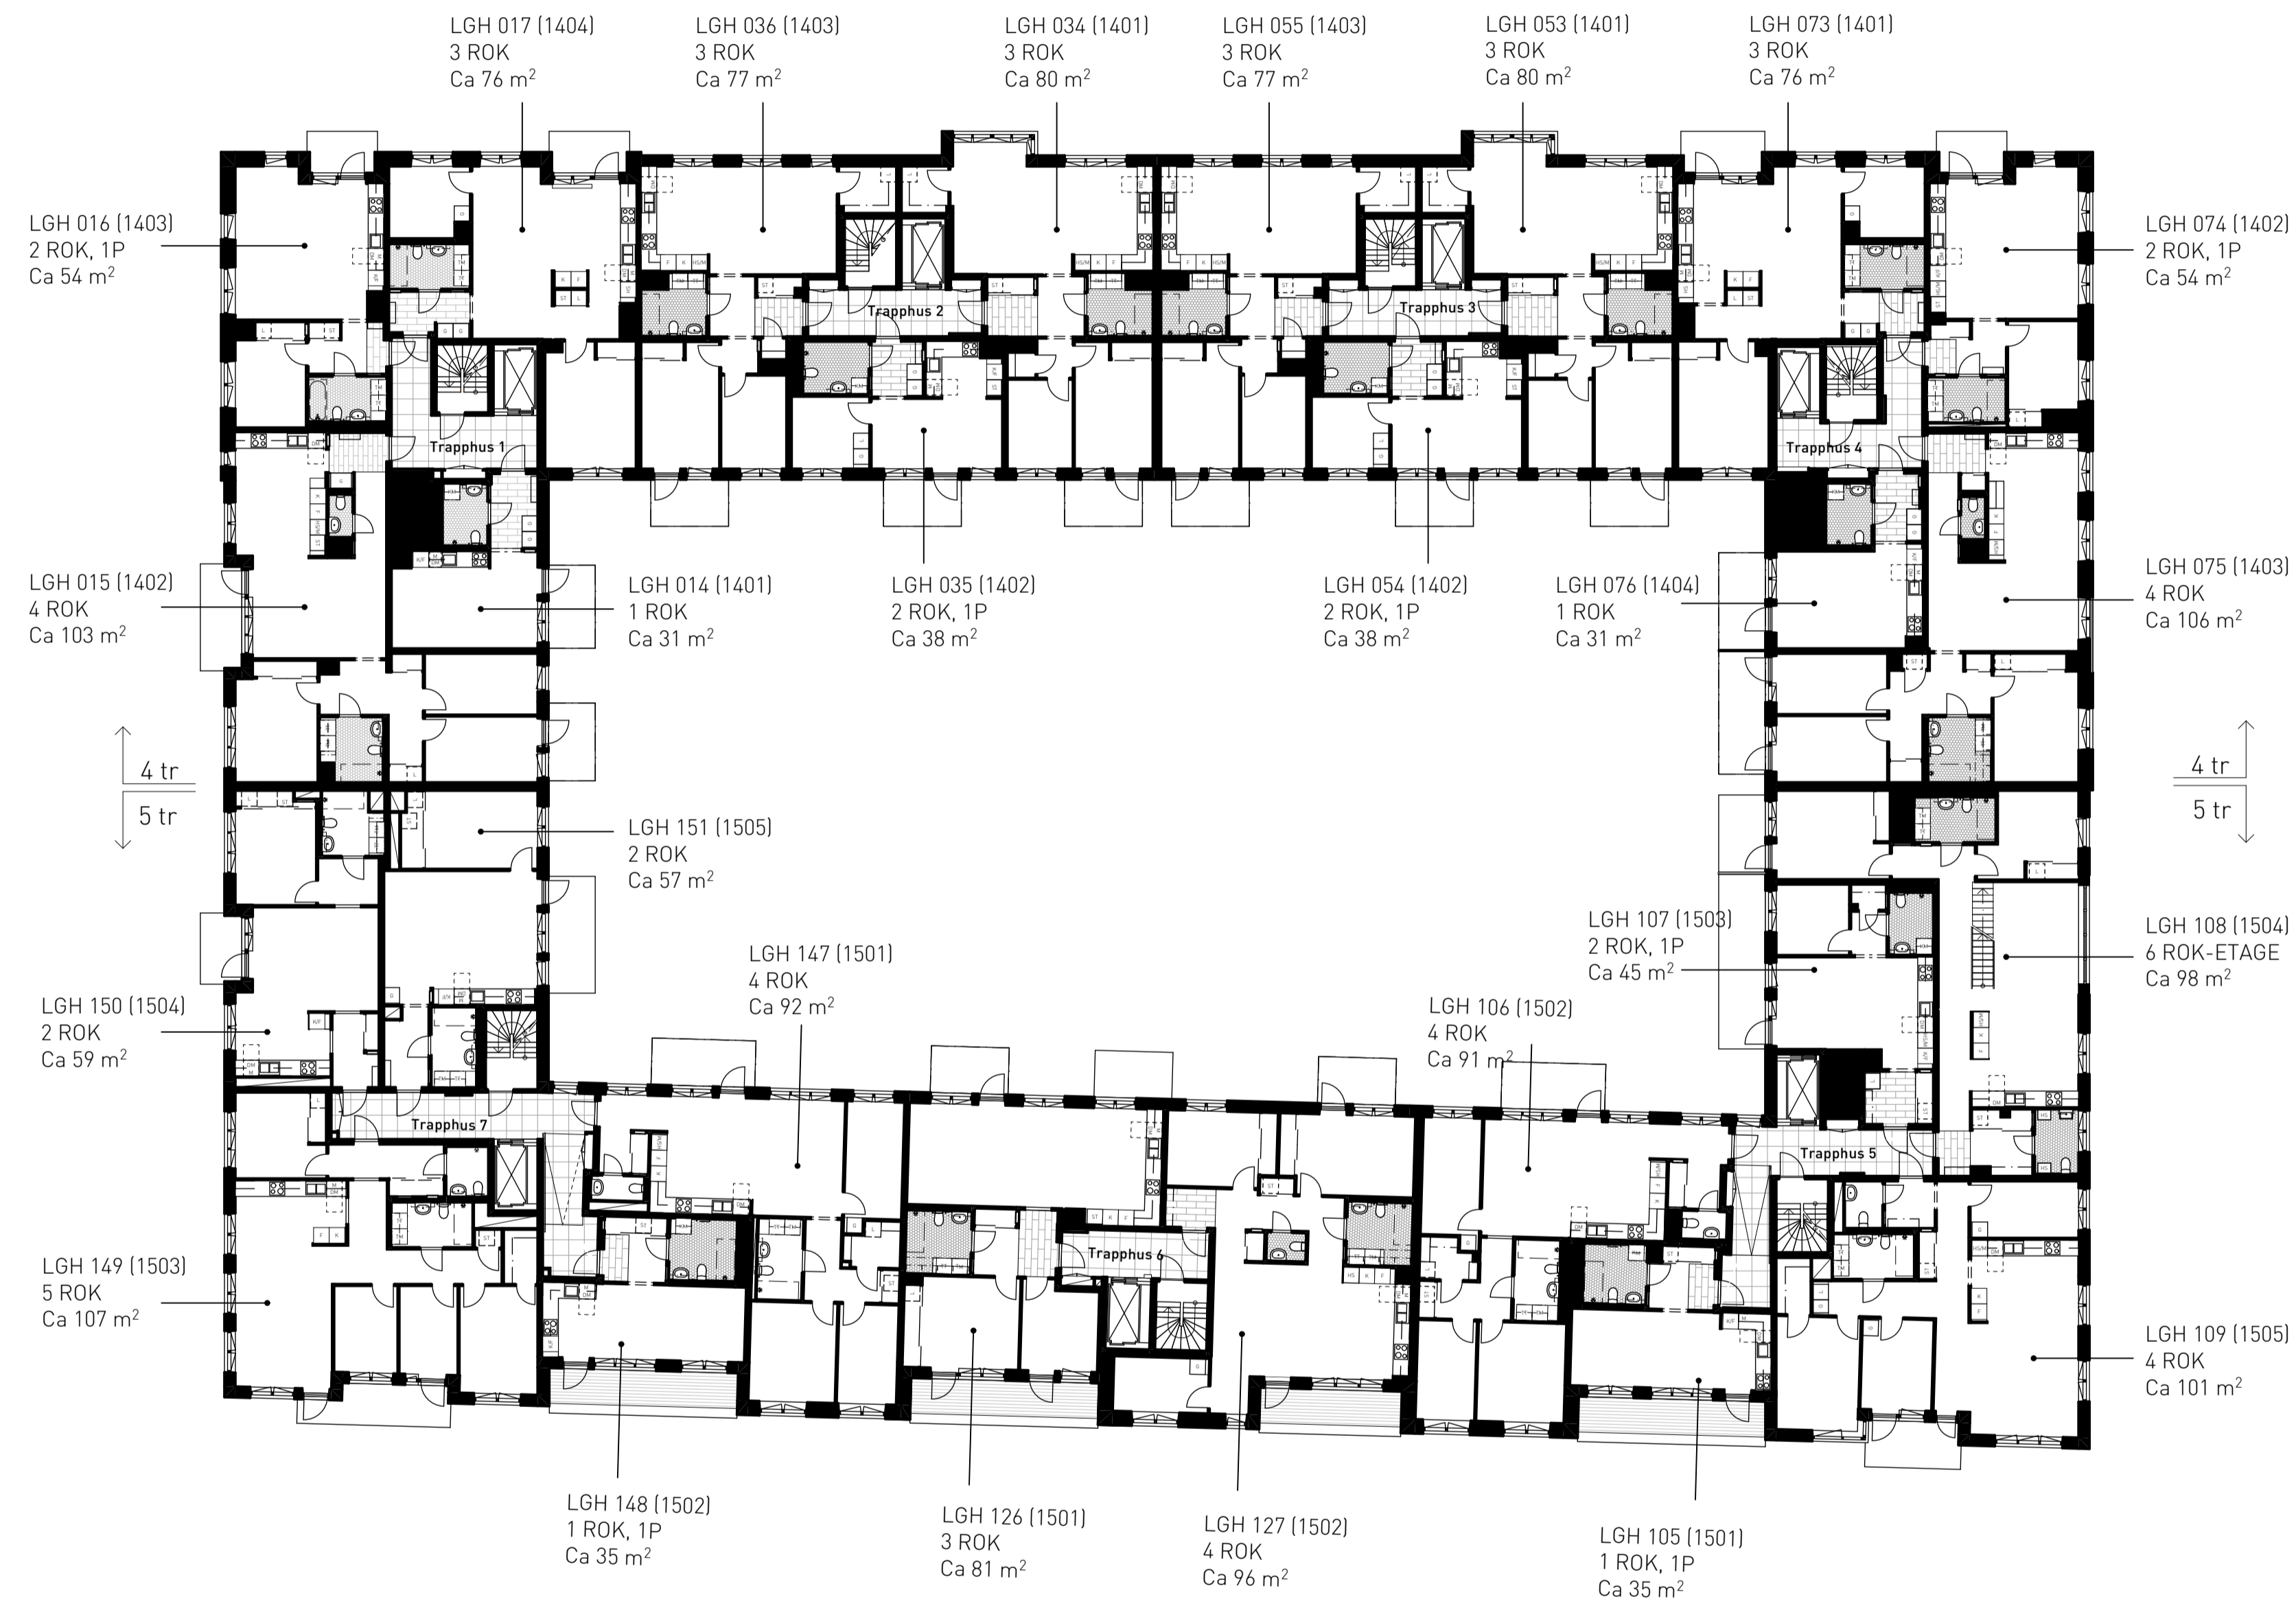 LGH 017 (1404)
3 ROK
Ca 76 m²
LGH 036 (1403)
3 ROK
Ca 77 m²
LGH 034 (1401)
3 ROK
Ca 80 m²
LGH 055 (1403)
3 ROK
Ca 77 m²
LGH 053 (1401)
3 ROK
Ca 80 m²
LGH 073 (1401)
3 ROK
Ca 76 m²
LGH 016 (1403)
2 ROK, 1P
Ca 54 m²
LGH 074 (1402)
2 ROK, 1P
Ca 54 m²
Trapphus 2
Trapphus 3
Trapphus 1
Trapphus 4
LGH 015 (1402)
4 ROK
Ca 103 m²
LGH 014 (1401)
1 ROK
Ca 31 m²
LGH 035 (1402)
2 ROK, 1P
Ca 38 m²
LGH 054 (1402)
2 ROK, 1P
Ca 38 m²
LGH 076 (1404)
1 ROK
Ca 31 m²
LGH 075 (1403)
4 ROK
Ca 106 m²
4 tr
5 tr
4 tr
5 tr
LGH 151 (1505)
2 ROK
Ca 57 m²
LGH 107 (1503)
2 ROK, 1P
Ca 45 m²
LGH 108 (1504)
6 ROK-ETAGE
Ca 98 m²
LGH 147 (1501)
4 ROK
Ca 92 m²
LGH 150 (1504)
2 ROK
Ca 59 m²
LGH 106 (1502)
4 ROK
Ca 91 m²
Trapphus 7
Trapphus 5
Trapphus 6
LGH 149 (1503)
5 ROK
Ca 107 m²
LGH 109 (1505)
4 ROK
Ca 101 m²
LGH 148 (1502)
1 ROK, 1P
Ca 35 m²
LGH 126 (1501)
3 ROK
Ca 81 m²
LGH 127 (1502)
4 ROK
Ca 96 m²
LGH 105 (1501)
1 ROK, 1P
Ca 35 m²